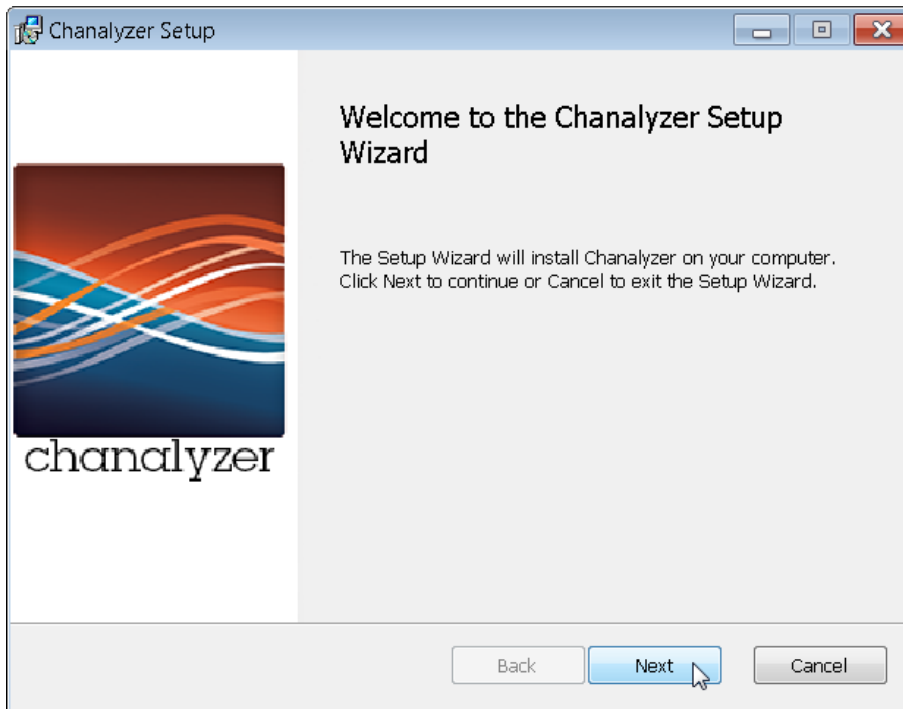 Chanalyzer Setup
Welcome to the Chanalyzer Setup
Wizard
The Setup Wizard will install Chanalyzer on your computer.
Click Next to continue or Cancel to exit the Setup Wizard.
chanalyzer
Back Next Cancel